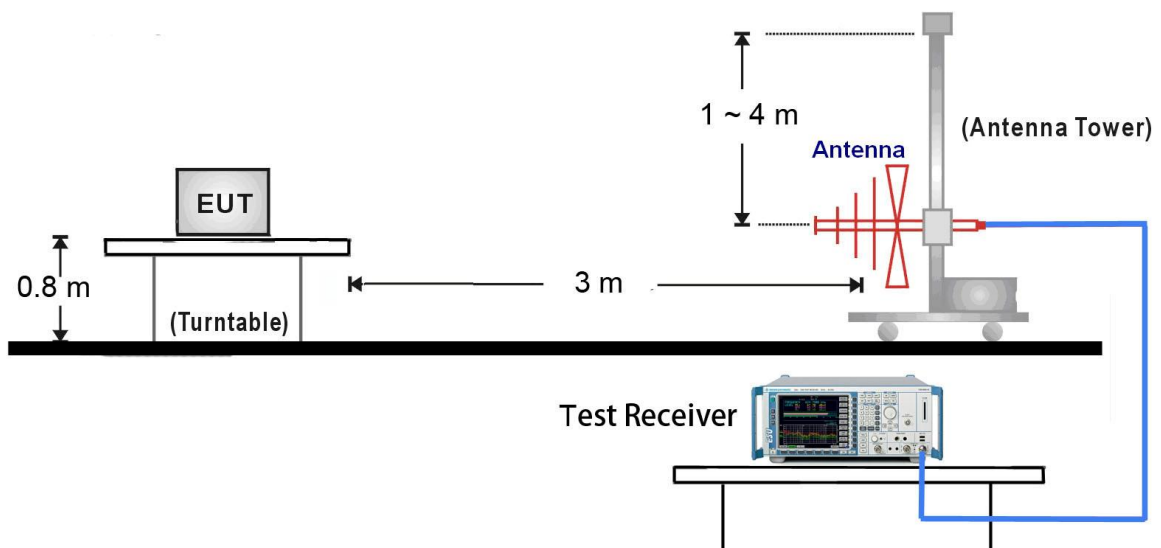 1 ~ 4 m
(Antenna Tower)
Antenna
EUT
0.8 m
3 m
(Turntable)
Test Receiver